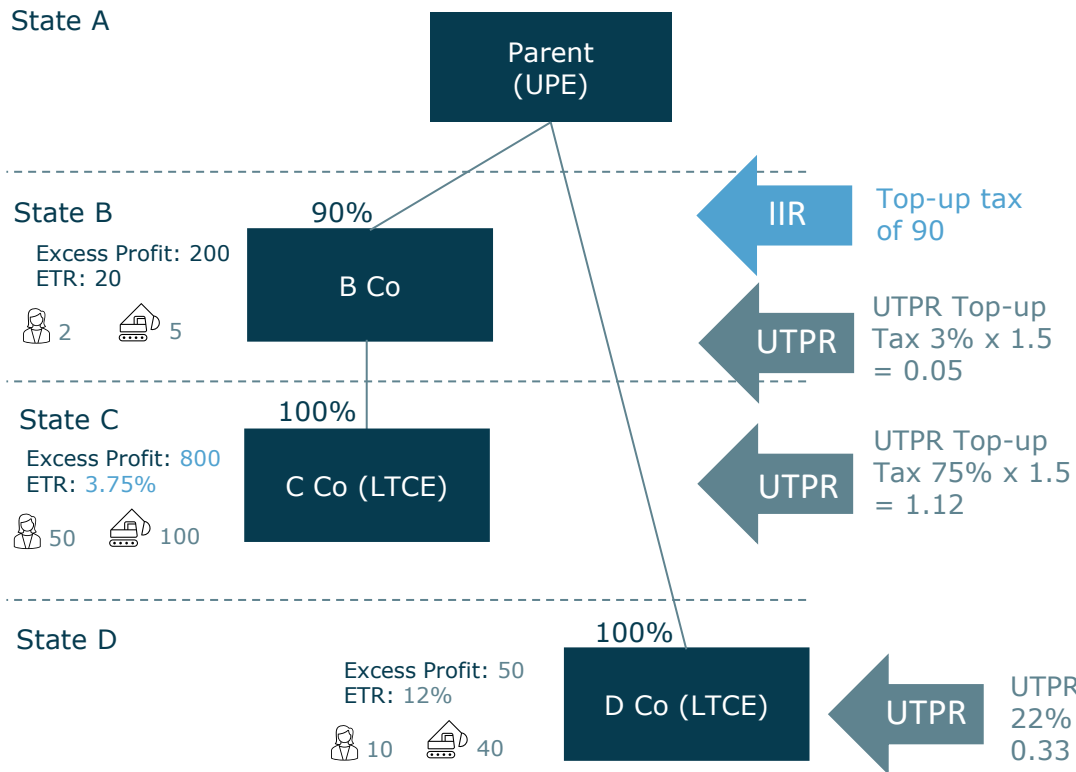 State A
Parent
(UPE)
State B
90%
Excess Profit: 200
ETR: 20
2
5
B Co
IIR
Top-up tax
of 90
UTPR
UTPR Top-up
Tax 3% x 1.5
= 0.05
State C
100%
Excess Profit: 800
ETR: 3.75%
50
100
C Co (LTCE)
UTPR
UTPR Top-up
Tax 75% x 1.5
= 1.12
State D
100%
Excess Profit: 50
ETR: 12%
10
40
D Co (LTCE)
UTPR
UTPR
22%
0.33